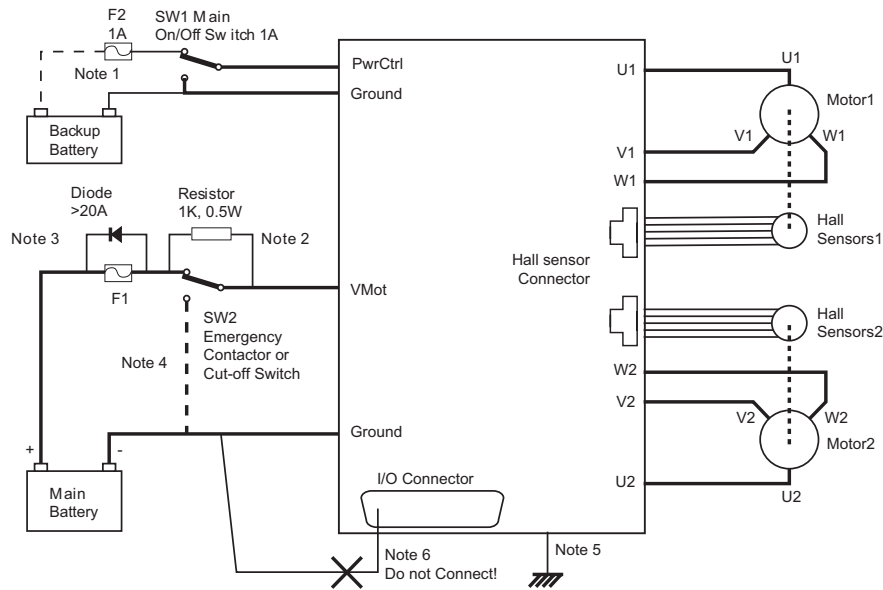 F2
1A
SW1 Main
On/Off Switch 1A
Note 1
PwrCtrl
Ground
Backup
Battery
Diode
>20A
Resistor
1K, 0.5W
Note 3
Note 2
F1
VMot
SW2
Emergency
Contactor or
Cut-off Switch
Note 4
Ground
+
-
Main
Battery
I/O Connector
Note 6
Do not Connect!
Note 5
Hall sensor
Connector
U1
U1
Motor1
V1
W1
V1
W1
Hall
Sensors1
Hall
Sensors2
W2
V2
V2
W2
Motor2
U2
U2